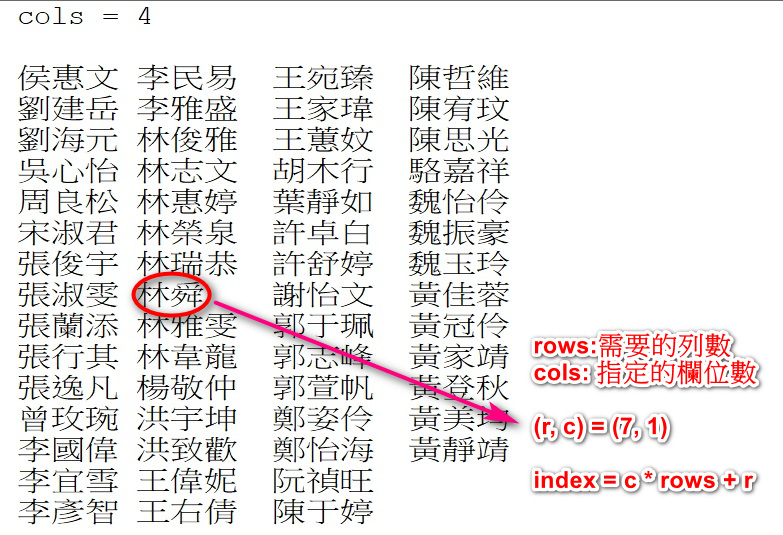 cols = 4
侯惠文 李民易 王宛臻 陳哲維
劉建岳 李雅盛 王家瑋 陳宥玟
劉海元 林俊雅 王蕙妏 陳思光
吳心怡 林志文 胡木行 駱嘉祥
周良松 林惠婷 葉靜如 魏怡伶
宋淑君 林榮泉 許卓白 魏振豪
張俊宇 林瑞恭 許舒婷 魏玉玲
張淑雯 林舜 謝怡文 黃佳蓉
張蘭添 林雅雯 郭于珮 黃冠伶
張行其 林韋龍 郭志峰 黃家靖
張逸凡 楊敬仲 郭萱帆 黃登秋
曾玫琬 洪宇坤 鄭姿伶 黃美
李國偉 洪致歡 鄭怡海 黃靜靖
李宜雪 王偉妮 阮禎旺
李彥智 王右倩 陳于婷
rows:需要的列數
cols: 指定的欄位數
(r, c) = (7, 1)
index = c * rows + r